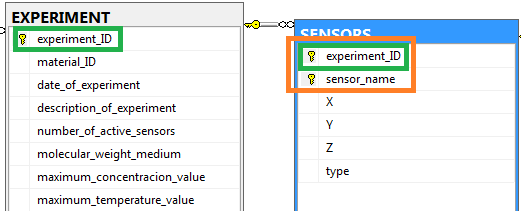 EXPERIMENT
experiment_ID
material_ID
date_of_experiment
description_of_experiment
number_of_active_sensors
molecular_weight_medium
maximum_concentracion_value
maximum_temperature_value
SENSORS
experiment_ID
sensor_name
X
Y
Z
type